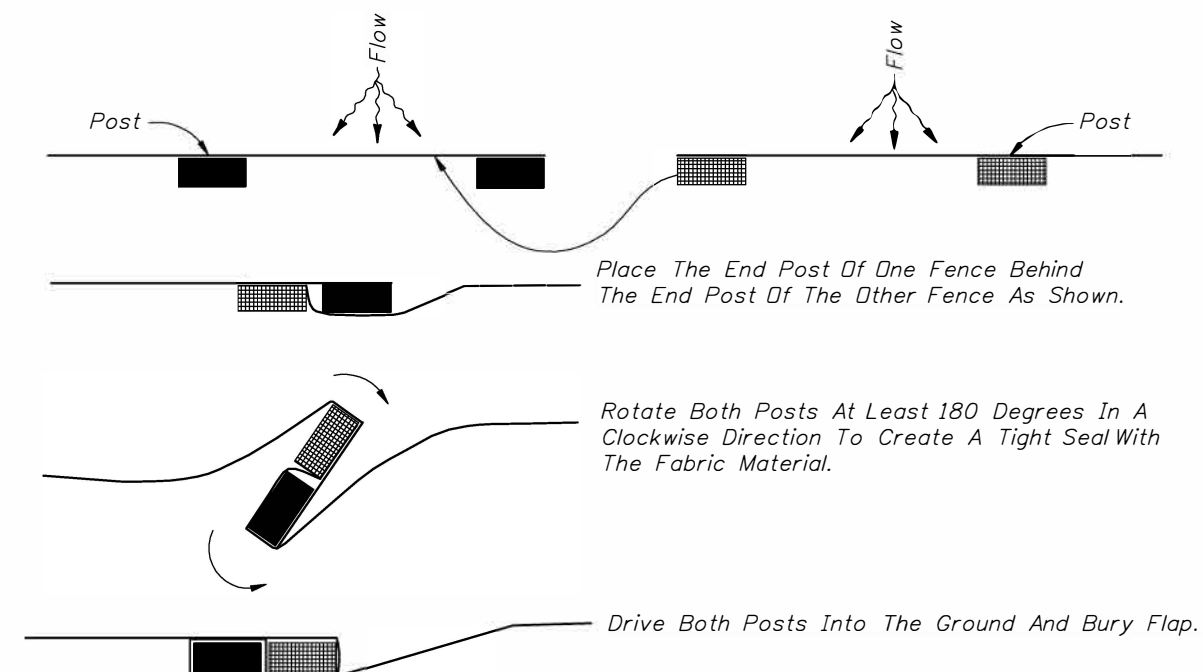 Flow
Flow
Post
Post
Place The End Post Of One Fence Behind
The End Post Of The Other Fence As Shown.
Rotate Both Posts At Least 180 Degrees In A
Clockwise Direction To Create A Tight Seal With
The Fabric Material.
Drive Both Posts Into The Ground And Bury Flap.